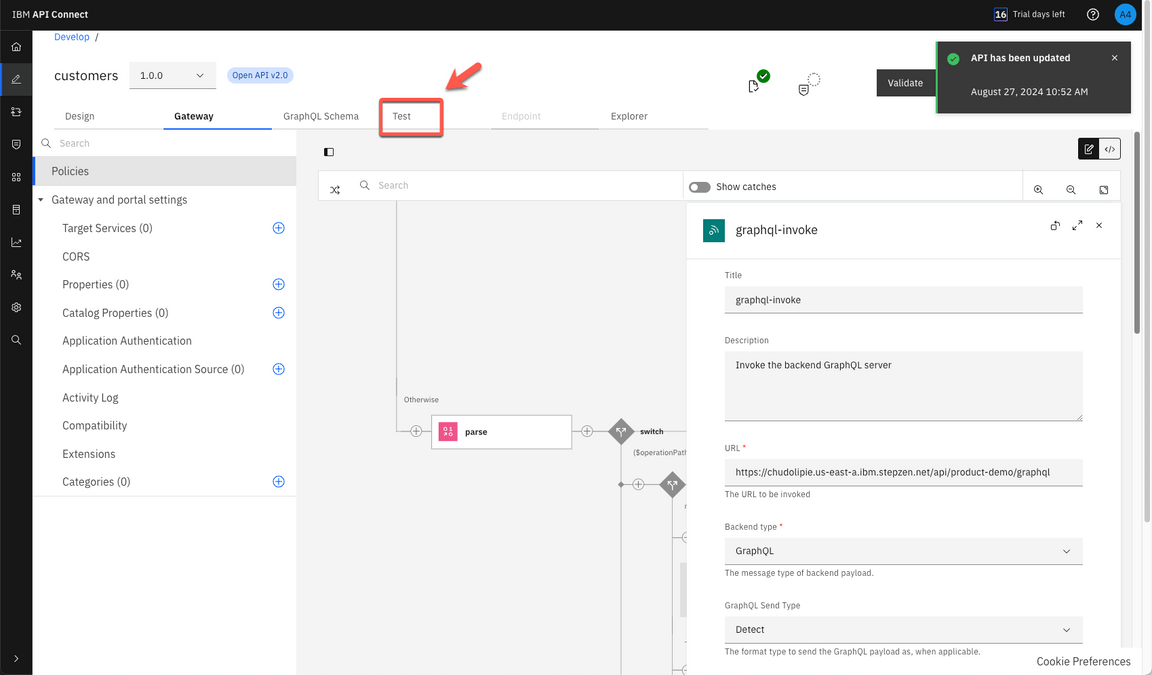 IBM API Connect
16 Trial days left
A4
Develop /
customers
1.0.0
Open API v2.0
Validate
API has been updated
August 27, 2024 10:52 AM
Design
Gateway
GraphQL Schema
Test
Endpoint
Explorer
Search
Policies
Gateway and portal settings
Target Services (0)
CORS
Properties (0)
Catalog Properties (0)
Application Authentication
Application Authentication Source (0)
Activity Log
Compatibility
Extensions
Categories (0)
Search
Show catches
Otherwise
parse
switch
($operationPath
graphql-invoke
Title
graphql-invoke
Description
Invoke the backend GraphQL server
URL *
https://chudolipie.us-east-a.ibm.stepzen.net/api/product-demo/graphql
The URL to be invoked
Backend type *
GraphQL
The message type of backend payload.
GraphQL Send Type
Detect
The format type to send the GraphQL payload as, when applicable.
Cookie Preferences